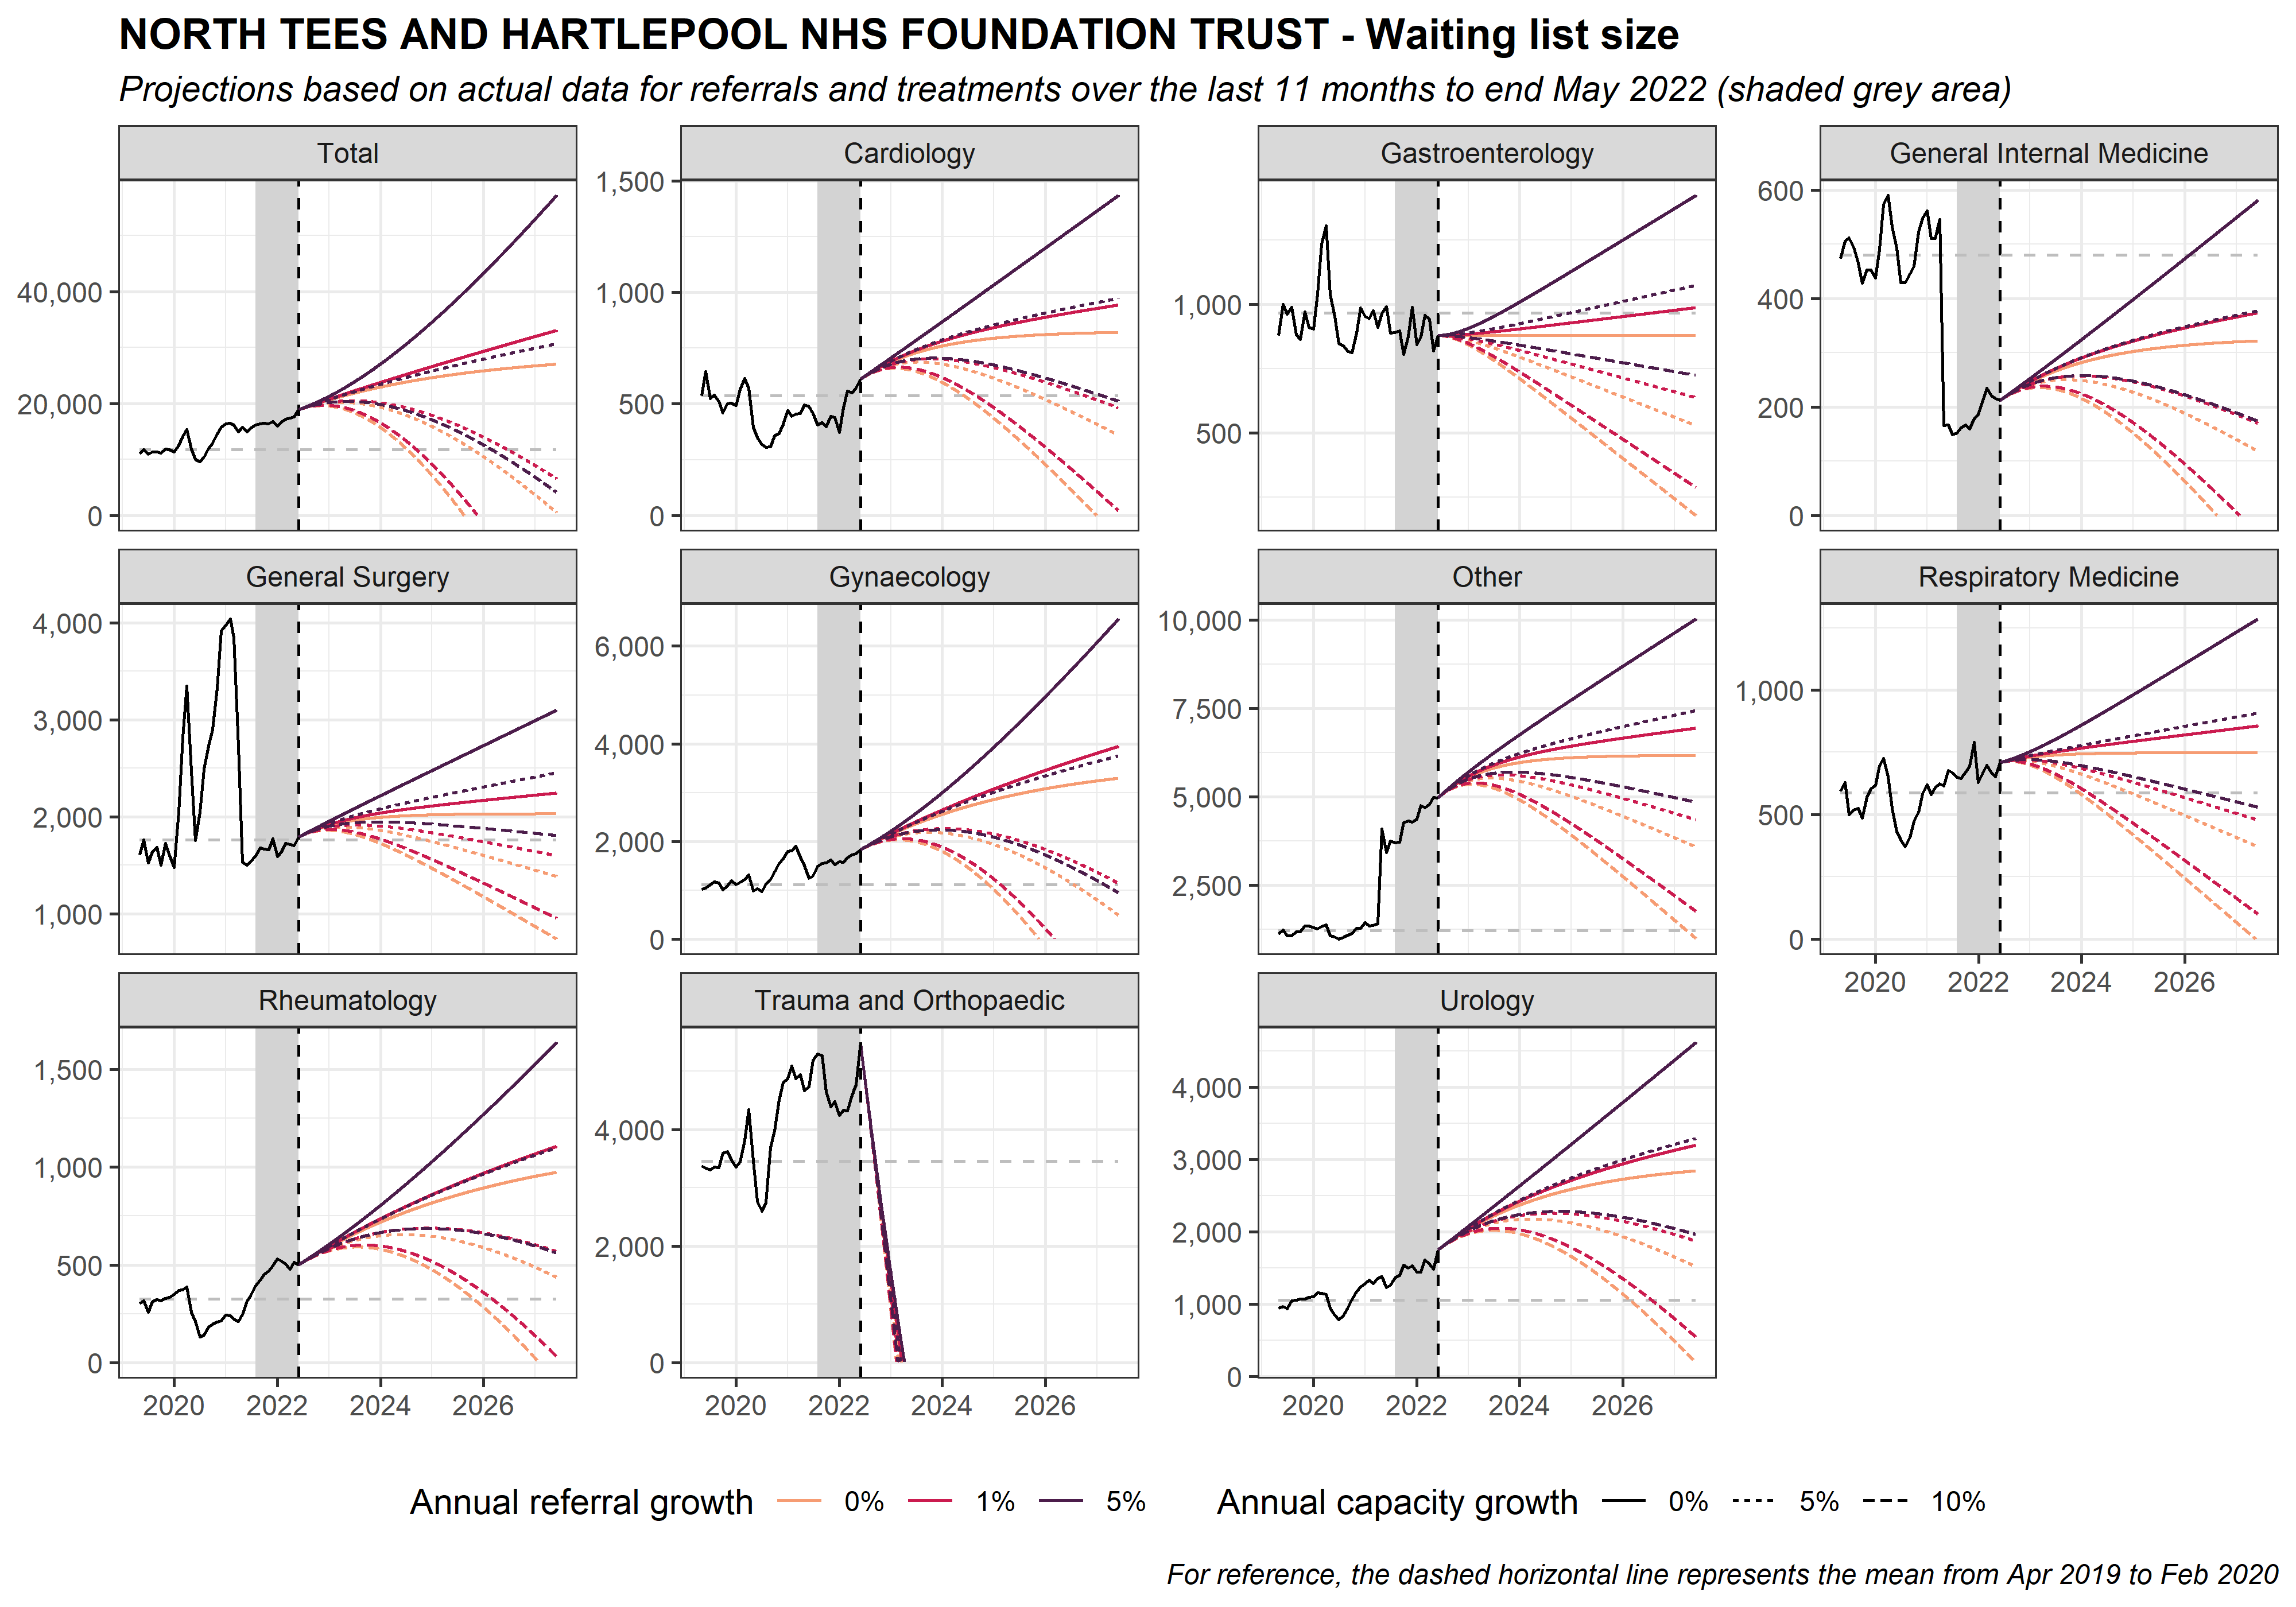 NORTH TEES AND HARTLEPOOL NHS FOUNDATION TRUST - Waiting list size
Projections based on actual data for referrals and treatments over the last 11 months to end May 2022 (shaded grey area)
Total
40,000
20,000
0
Cardiology
1,500
1,000
500
0
Gastroenterology
1,000
500
General Internal Medicine
600
400
200
0
General Surgery
4,000
3,000
2,000
1,000
Gynaecology
6,000
4,000
2,000
0
Other
10,000
7,500
5,000
2,500
Respiratory Medicine
1,000
500
0
2020 2022 2024 2026
Rheumatology
1,500
1,000
500
0
2020 2022 2024 2026
Trauma and Orthopaedic
4,000
2,000
0
2020 2022 2024 2026
Urology
4,000
3,000
2,000
1,000
0
2020 2022 2024 2026
Annual referral growth 0% 1% 5% Annual capacity growth 0% 5% 10%
For reference, the dashed horizontal line represents the mean from Apr 2019 to Feb 2020